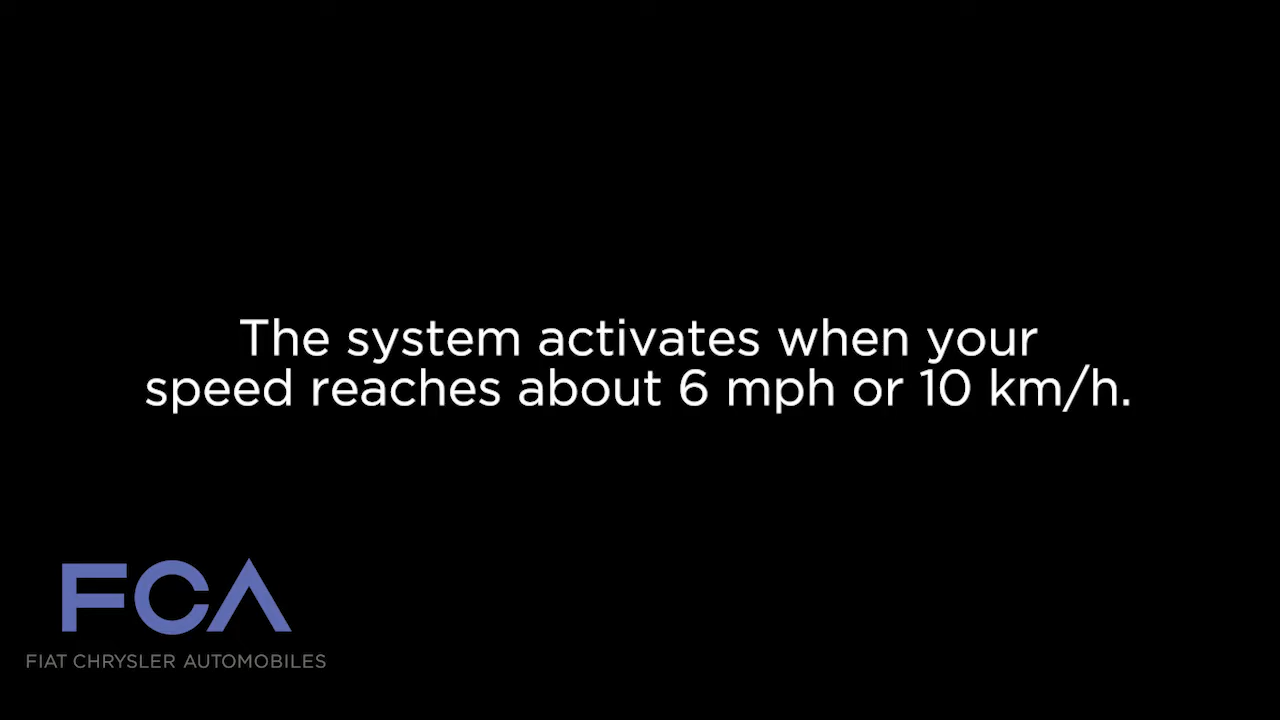 The system activates when your
speed reaches about 6 mph or 10 km/h.
FCA
FIAT CHRYSLER AUTOMOBILES